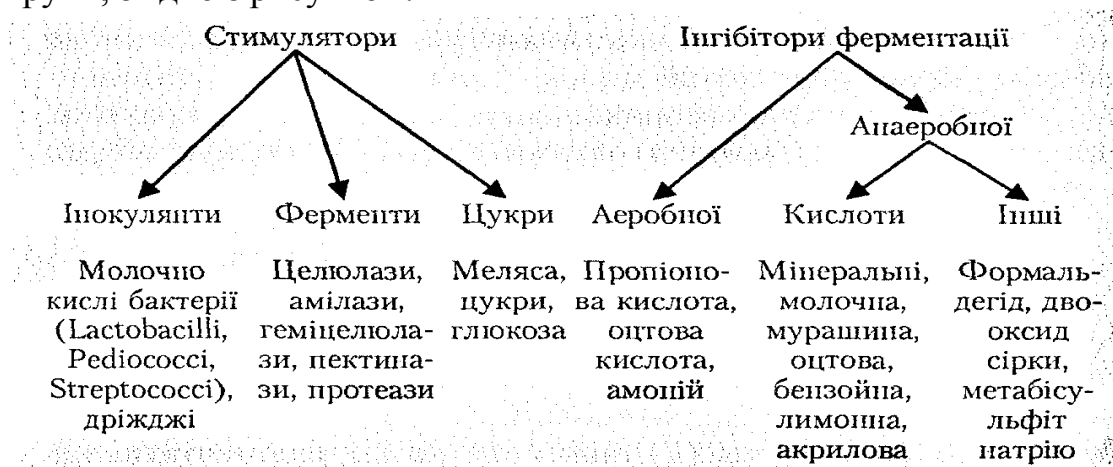 Стимулятори
Інгібітори ферментації
Анаеробної
Інокулянти
Ферменти
Цукри
Аеробної
Кислоти
Інші
Молочно
кислі бактерії
(Lactobacilli,
Pediococci,
Streptococci),
дріжджі
Целюлази,
амілази,
геміцелюла-
зи, пектина-
зи, протеази
Меляса,
цукри,
глюкоза
Пропіоно-
ва кислота,
оцтова
кислота,
амоній
Мінеральні,
молочна,
мурашина,
оцтова,
бензойна,
лимонна,
акрилова
Формаль-
дегід, дво-
оксид
сірки,
метабісу-
льфіт
натрію